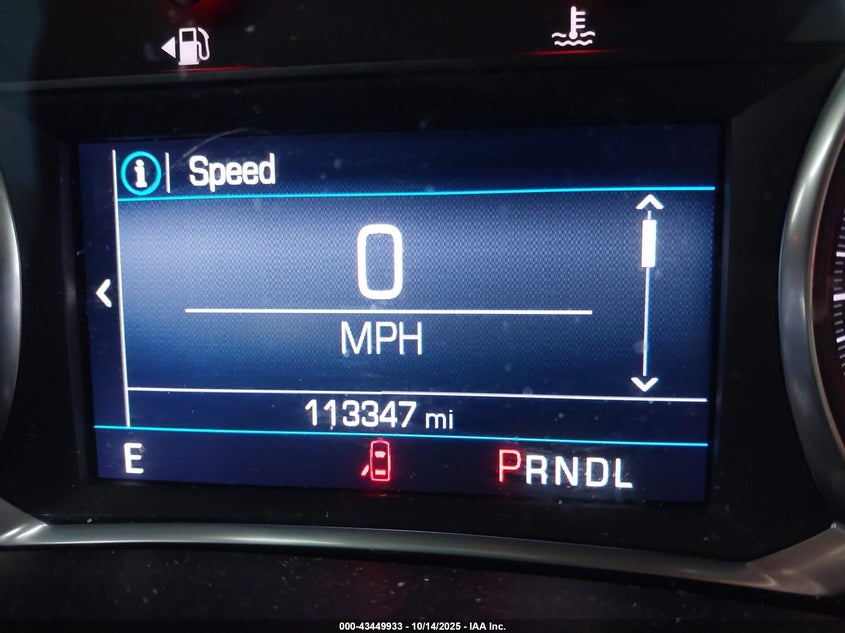 Speed
0
MPH
113347 mi
E PRNDL
000-43449933 - 10/14/2025 - IAA Inc.